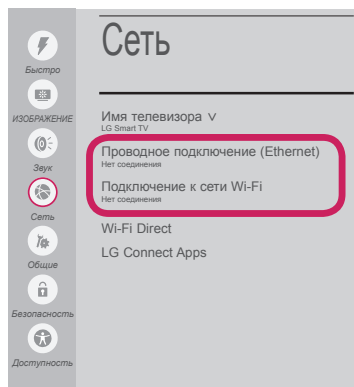 Сеть
Быстро
ИЗОБРАЖЕНИЕ
Звук
Сеть
Общие
Безопасность
Доступность
Имя телевизора ∨
LG Smart TV
Проводное подключение (Ethernet)
Нет соединения
Подключение к сети Wi-Fi
Нет соединения
Wi-Fi Direct
LG Connect Apps